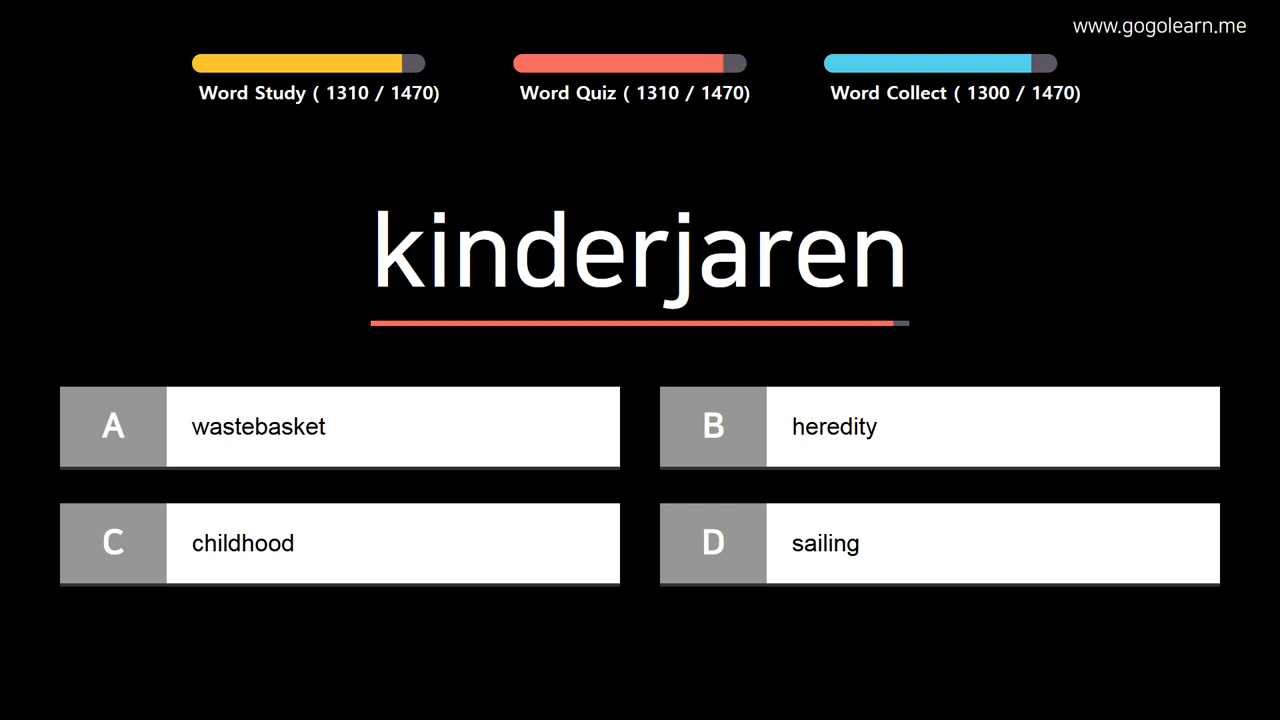 www.gogolearn.me
Word Study ( 1310 / 1470)
Word Quiz ( 1310 / 1470)
Word Collect ( 1300 / 1470)
kinderjaren
A wastebasket
B heredity
C childhood
D sailing